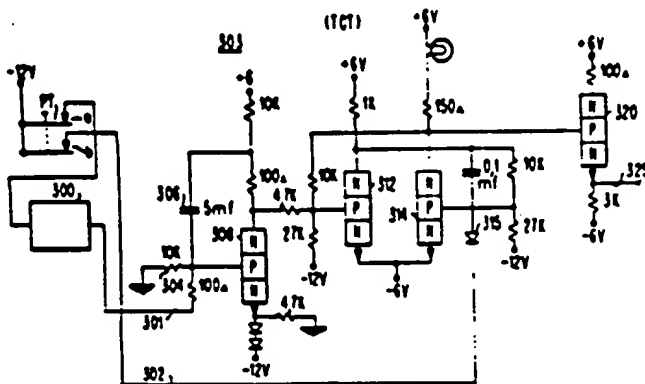 303
(TCT)
+6V
+6V
+6V
-12V
+6
100Ω
N
P
N
320
10K
1K
150Ω
PT
300
306
5mf
100Ω
4.7K
10K
N
P
N
312
N
P
N
314
0,1
mf
10K
315
325
3K
-6V
27K
27K
-12V
-12V
-6V
308
N
P
N
10K
304
100Ω
301
4.7K
-12V
302